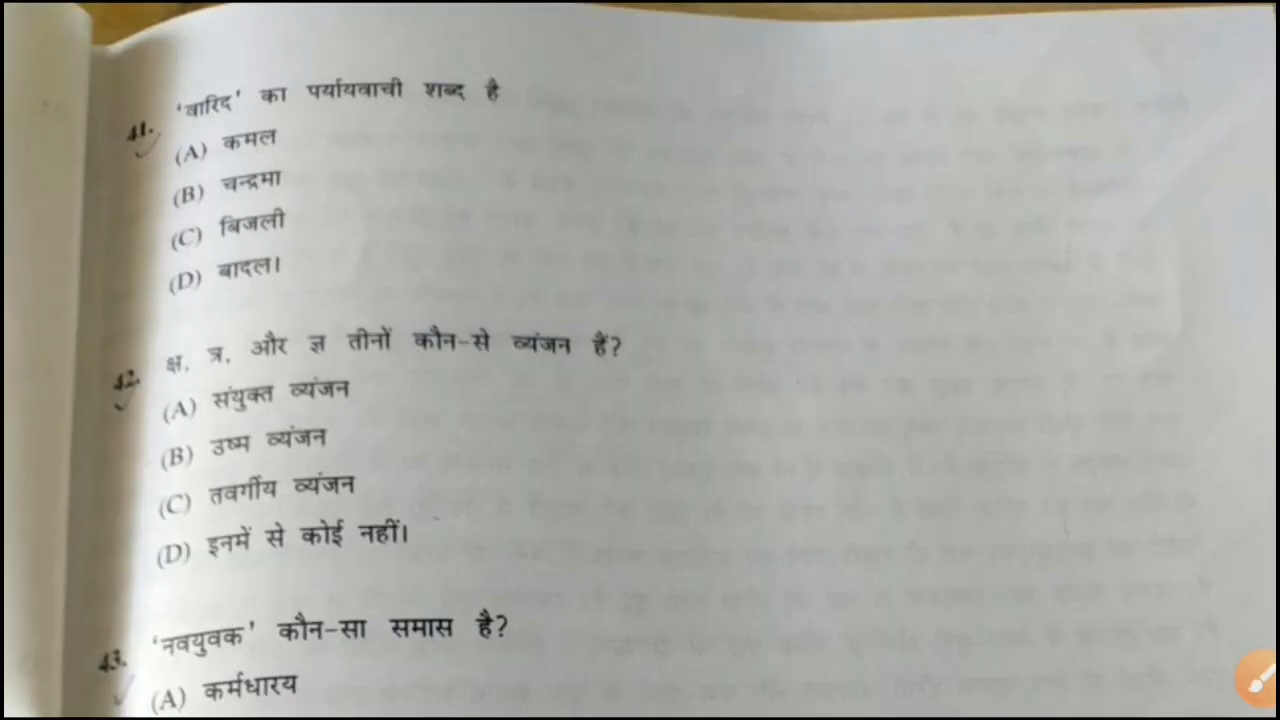 41. 'वारिद' का पर्यायवाची शब्द है
(A) कमल
(B) चन्द्रमा
(C) बिजली
(D) बादल।
42. क्ष, त्र, और ज्ञ तीनों कौन-से व्यंजन हैं?
(A) संयुक्त व्यंजन
(B) उष्म व्यंजन
(C) तवर्गीय व्यंजन
(D) इनमें से कोई नहीं।
43. 'नवयुवक' कौन-सा समास है?
(A) कर्मधारय